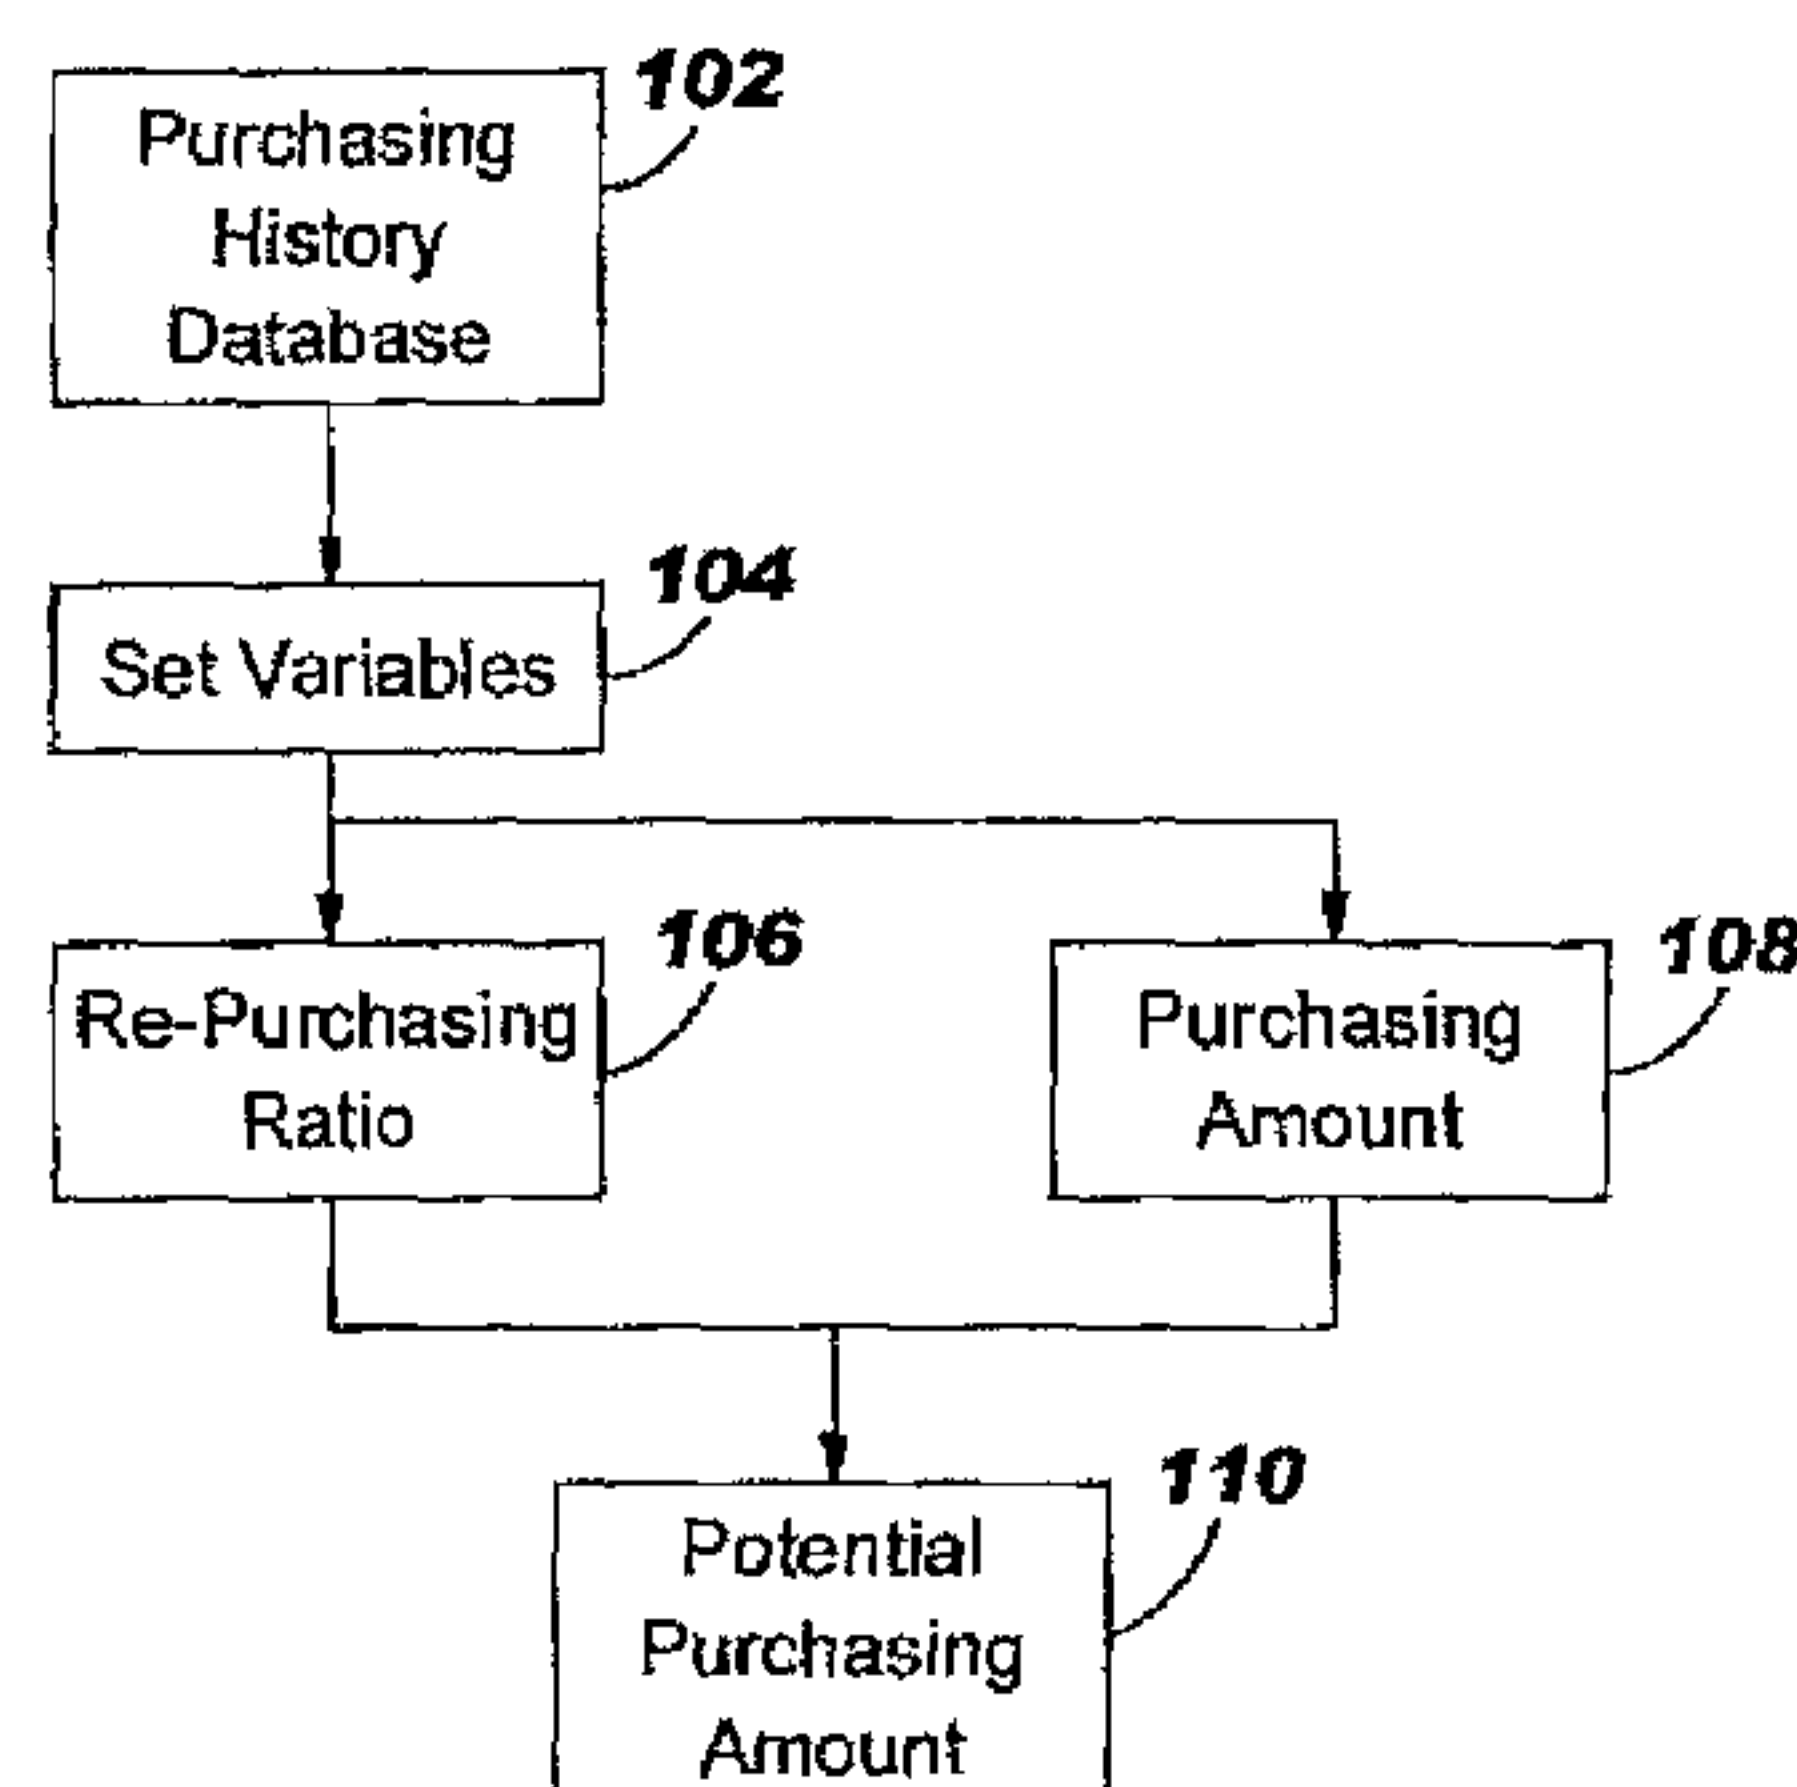 102
Purchasing
History
Database
104
Set Variables
106
Re-Purchasing
Ratio
108
Purchasing
Amount
110
Potential
Purchasing
Amount